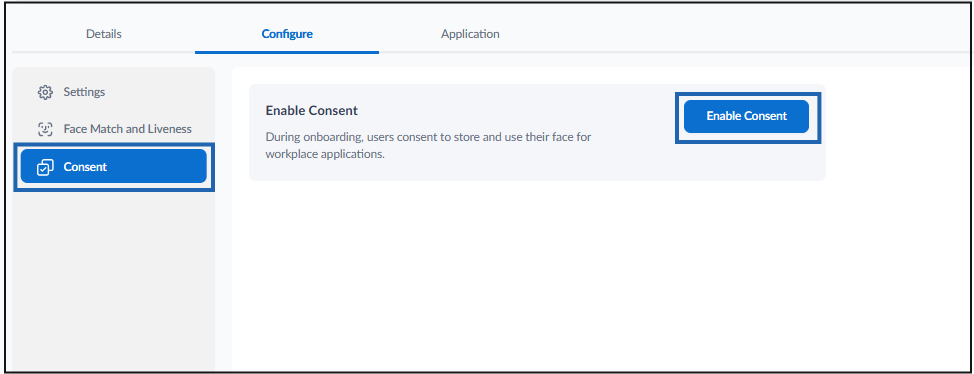 Details
Configure
Application
Settings
Face Match and Liveness
Consent
Enable Consent
During onboarding, users consent to store and use their face for
workplace applications.
Enable Consent